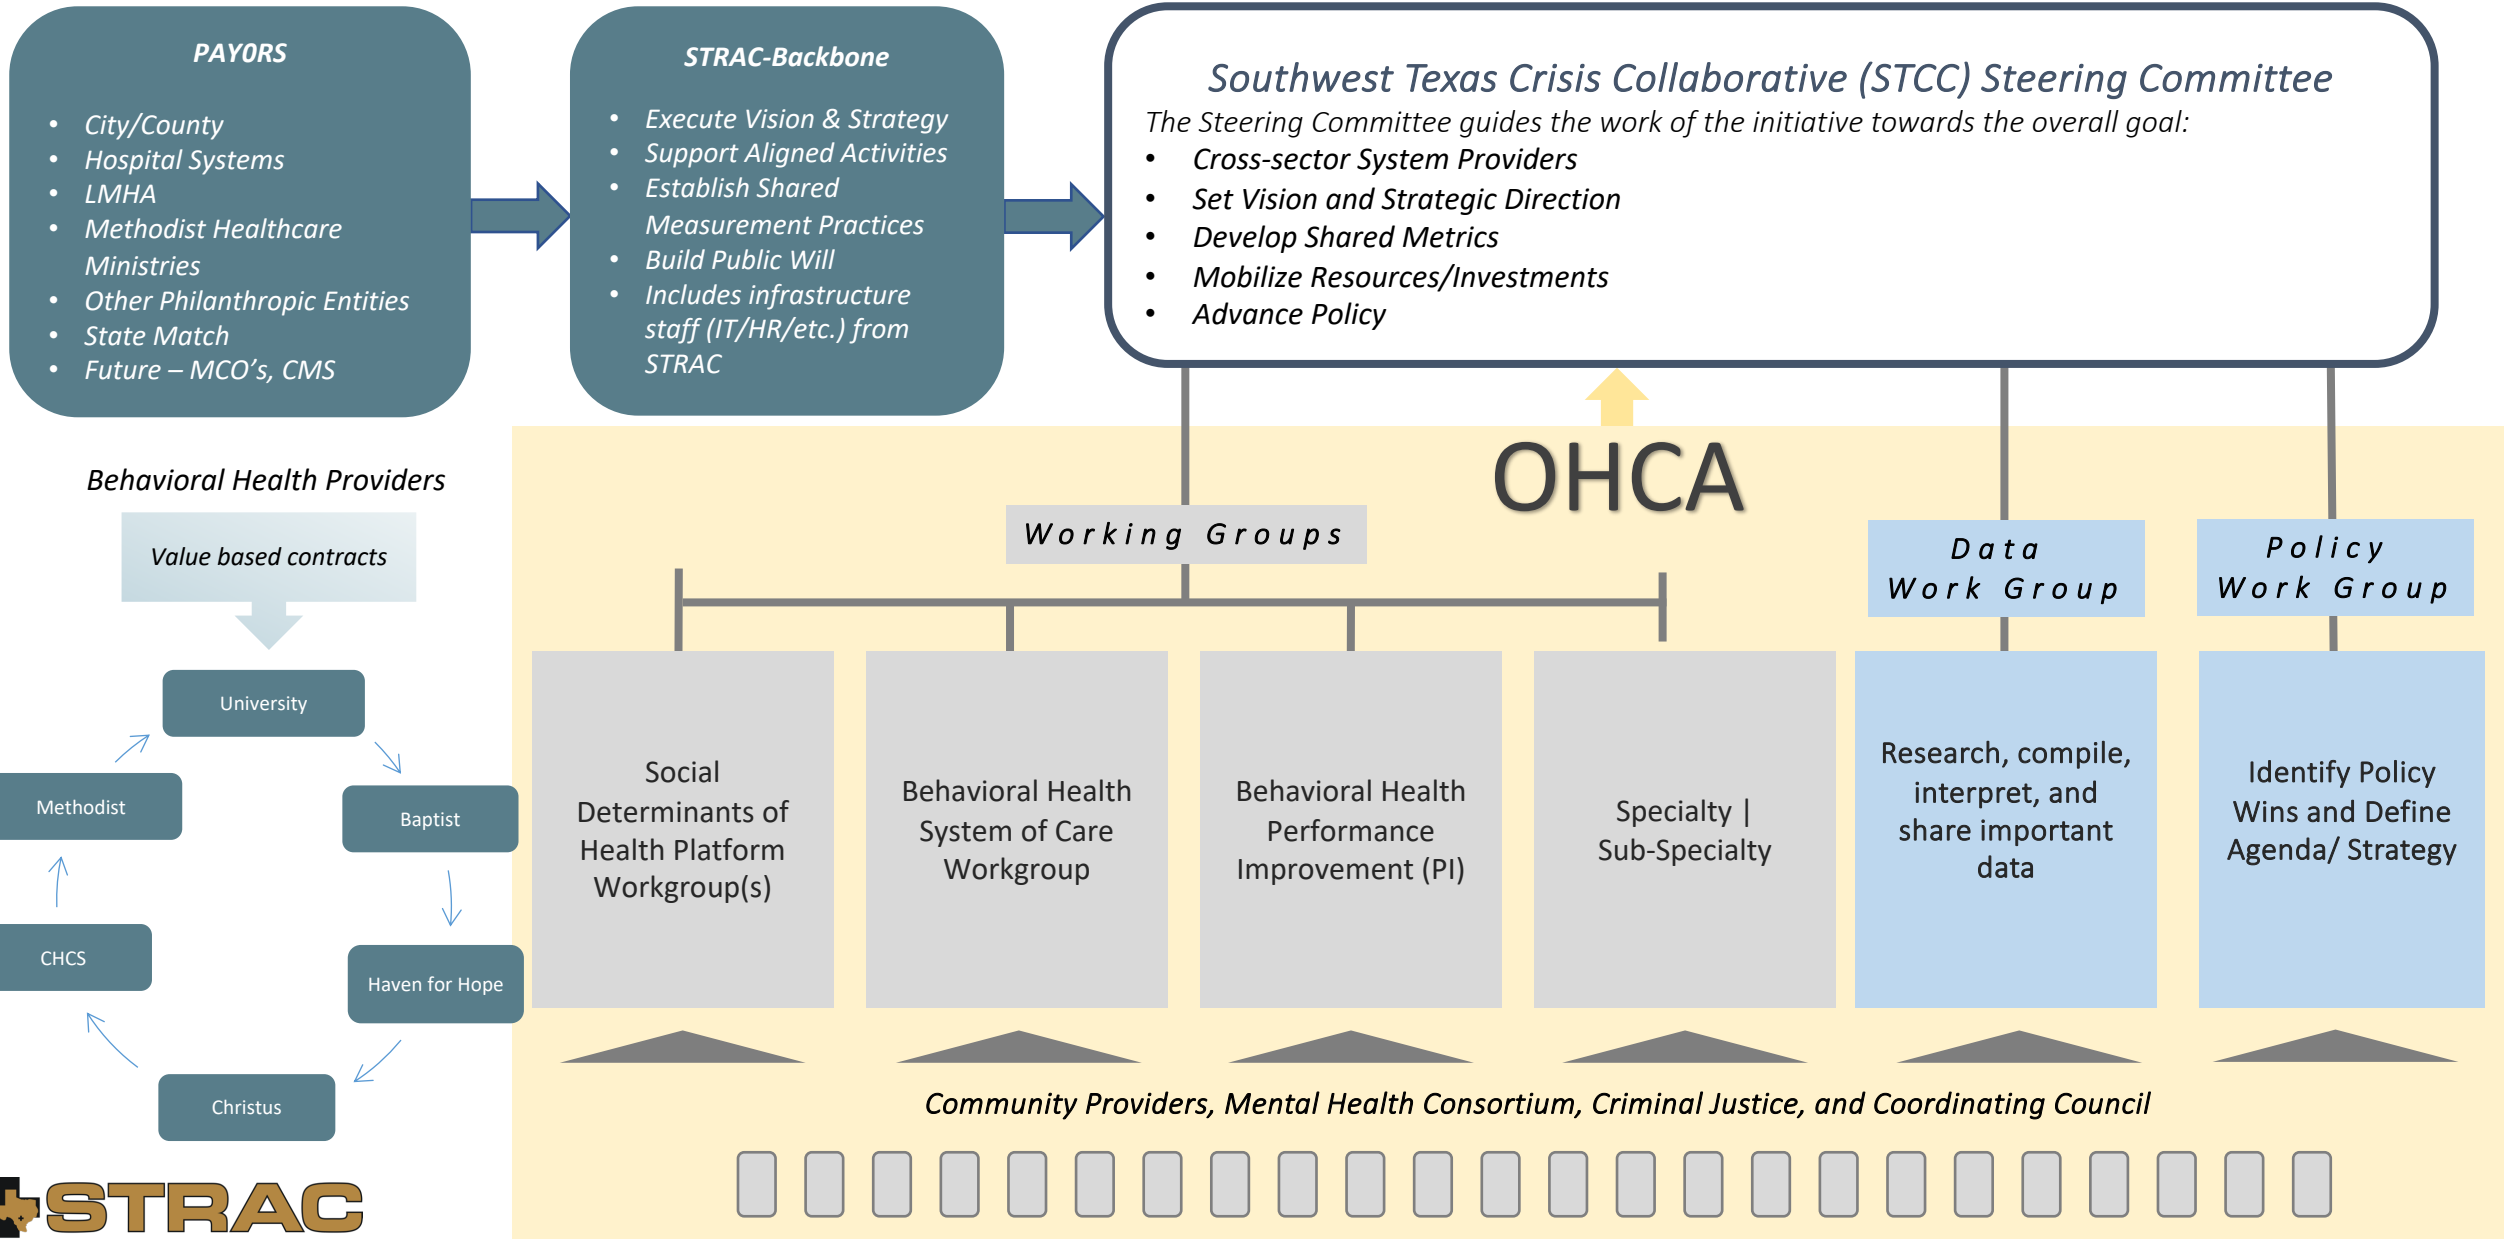 PAY0RS
• City/County
• Hospital Systems
• LMHA
• Methodist Healthcare
Ministries
• Other Philanthropic Entities
• State Match
• Future – MCO’s, CMS
STRAC-Backbone
• Execute Vision & Strategy
• Support Aligned Activities
• Establish Shared
Measurement Practices
• Build Public Will
• Includes infrastructure
staff (IT/HR/etc.) from
STRAC
Southwest Texas Crisis Collaborative (STCC) Steering Committee
The Steering Committee guides the work of the initiative towards the overall goal:
• Cross-sector System Providers
• Set Vision and Strategic Direction
• Develop Shared Metrics
• Mobilize Resources/Investments
• Advance Policy
Behavioral Health Providers
Value based contracts
University
Baptist
Haven for Hope
Christus
CHCS
Methodist
OHCA
Working Groups
Data
Work Group
Policy
Work Group
Social
Determinants of
Health Platform
Workgroup(s)
Behavioral Health
System of Care
Workgroup
Behavioral Health
Performance
Improvement (PI)
Specialty |
Sub-Specialty
Research, compile,
interpret, and
share important
data
Identify Policy
Wins and Define
Agenda/ Strategy
Community Providers, Mental Health Consortium, Criminal Justice, and Coordinating Council
STRAC